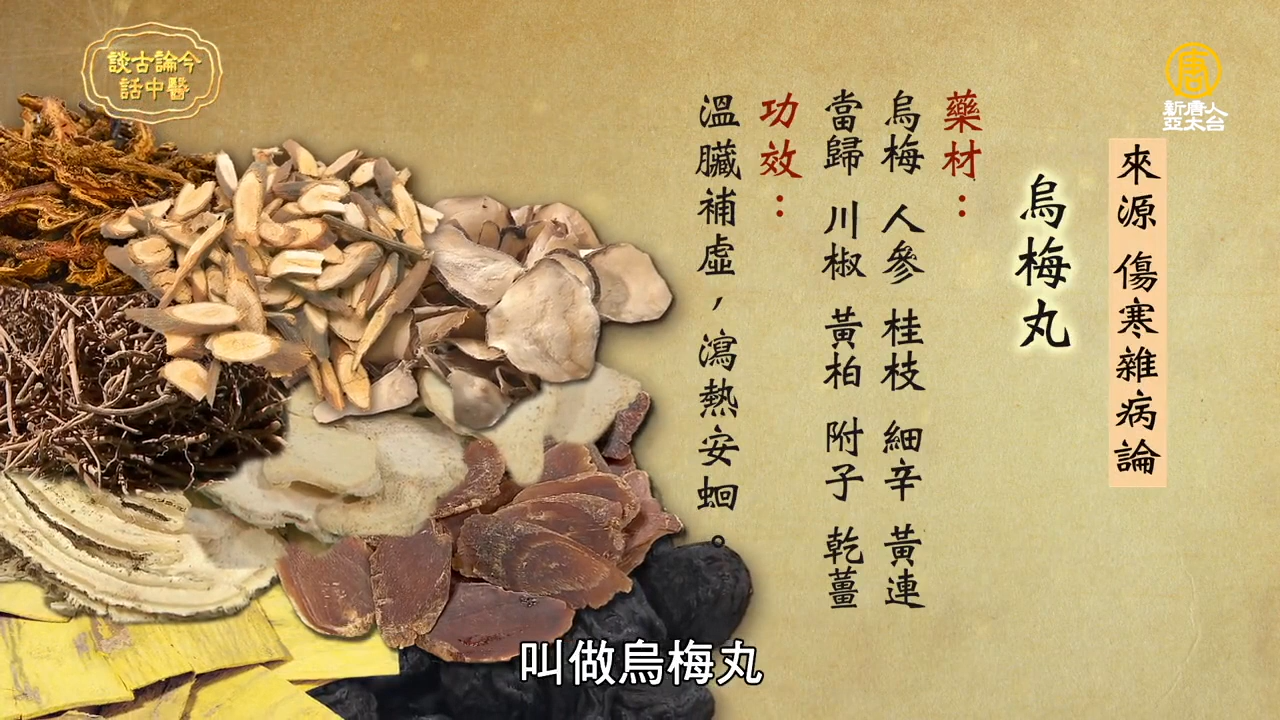 談古論今
話中醫
新唐人
亞太台
來源 傷寒雜病論
烏梅丸
藥材：
烏梅 人參 桂枝 細辛 黃連
當歸 川椒 黃柏 附子 乾薑
功效：
溫臟補虛，瀉熱安蛔。
叫做烏梅丸